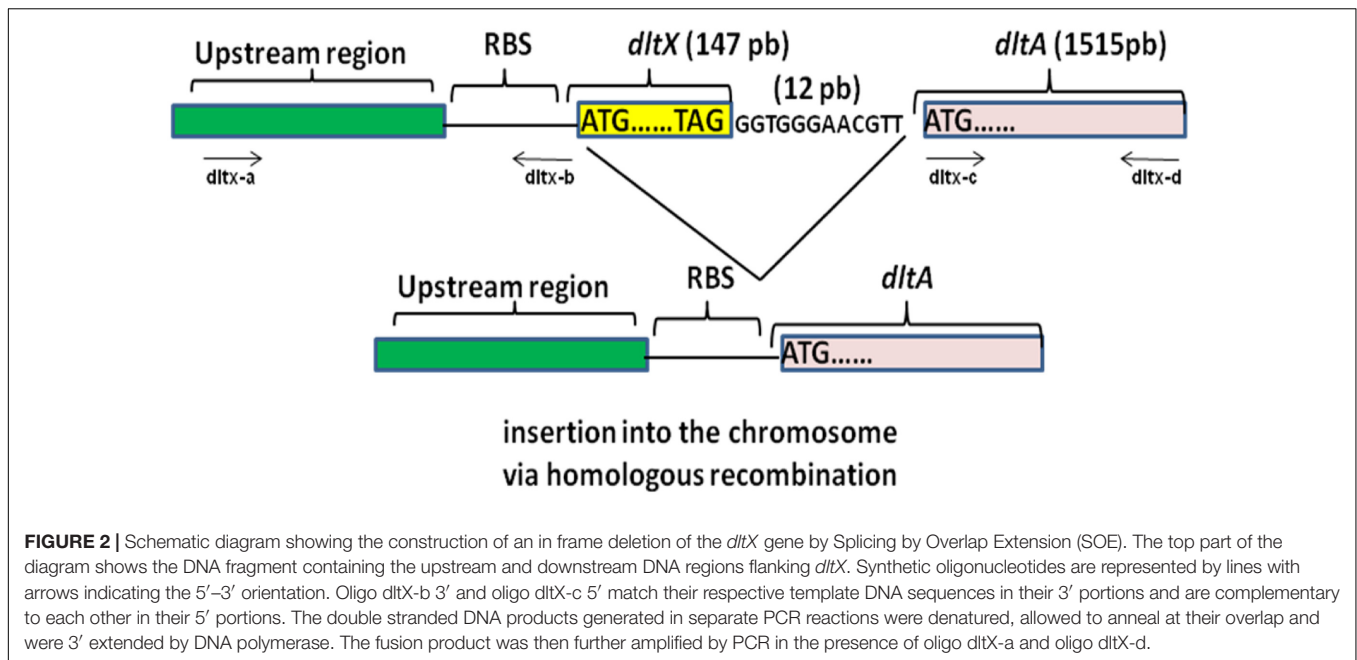 Upstream region RBS dltX (147 pb) dltA (1515pb)
(12 pb)
ATG......TAG GGTGGGAACGTT ATG......
dltx-a dltx-b dltx-c dltx-d
Upstream region RBS dltA
ATG......
insertion into the chromosome
via homologous recombination
FIGURE 2 | Schematic diagram showing the construction of an in frame deletion of the dltX gene by Splicing by Overlap Extension (SOE). The top part of the
diagram shows the DNA fragment containing the upstream and downstream DNA regions flanking dltX. Synthetic oligonucleotides are represented by lines with
arrows indicating the 5′–3′ orientation. Oligo dltX-b 3′ and oligo dltX-c 5′ match their respective template DNA sequences in their 3′ portions and are complementary
to each other in their 5′ portions. The double stranded DNA products generated in separate PCR reactions were denatured, allowed to anneal at their overlap and
were 3′ extended by DNA polymerase. The fusion product was then further amplified by PCR in the presence of oligo dltX-a and oligo dltX-d.